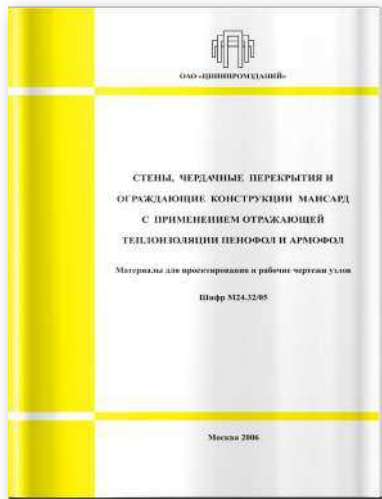 ОАО «ЦНИИПРОМЗДАНИЙ»
СТЕНЫ, ЧЕРДАЧНЫЕ ПЕРЕКРЫТИЯ И
ОГРАЖДАЮЩИЕ КОНСТРУКЦИИ МАНСАРД
С ПРИМЕНЕНИЕМ ОТРАЖАЮЩЕЙ
ТЕПЛОИЗОЛЯЦИИ ПЕНОФОЛ И АРМОФОЛ
Материалы для проектирования и рабочие чертежи узлов
Шифр М24.32/05
Москва 2006